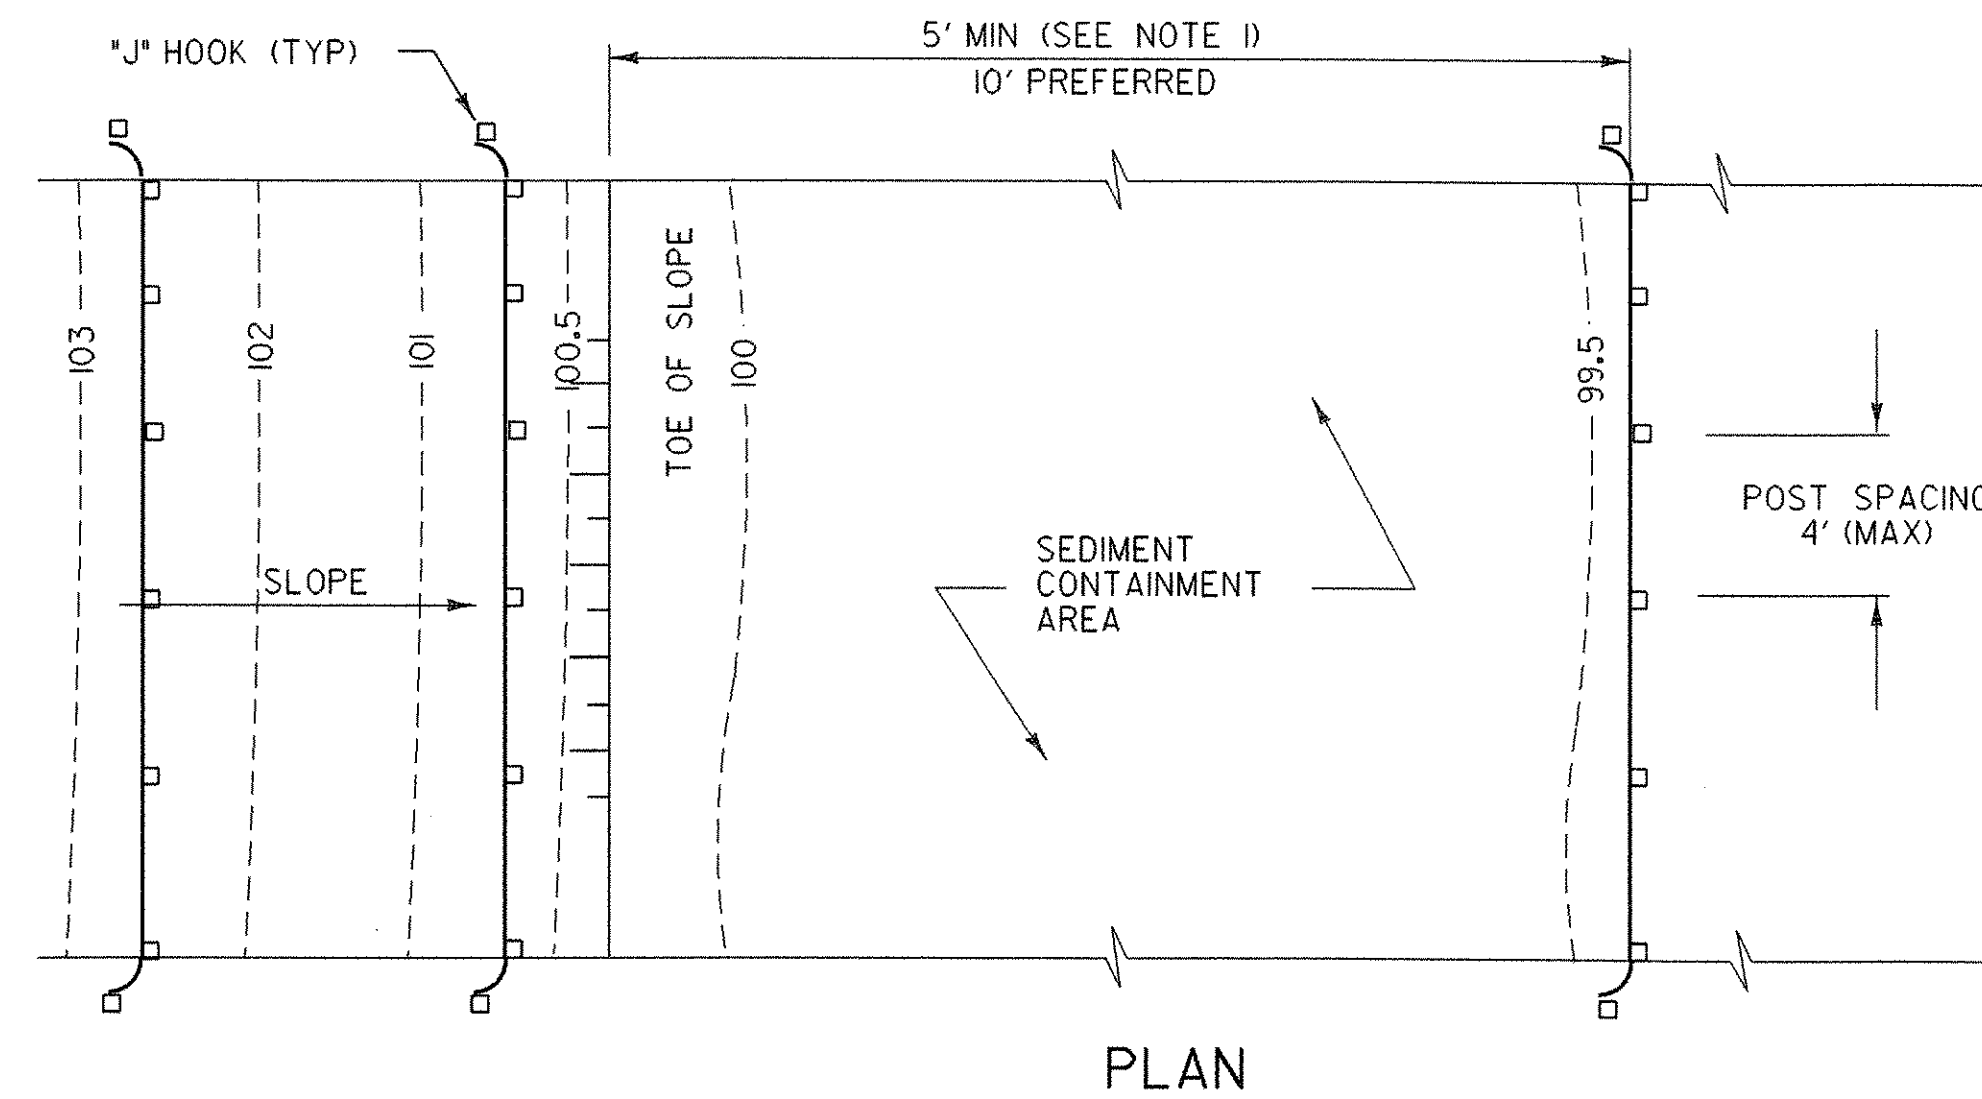 "J" HOOK (TYP)
5' MIN (SEE NOTE 1)
10' PREFERRED
103
102
101
100.5
TOE OF SLOPE
100
99.5
SLOPE
SEDIMENT
CONTAINMENT
AREA
POST SPACING
4' (MAX)
PLAN